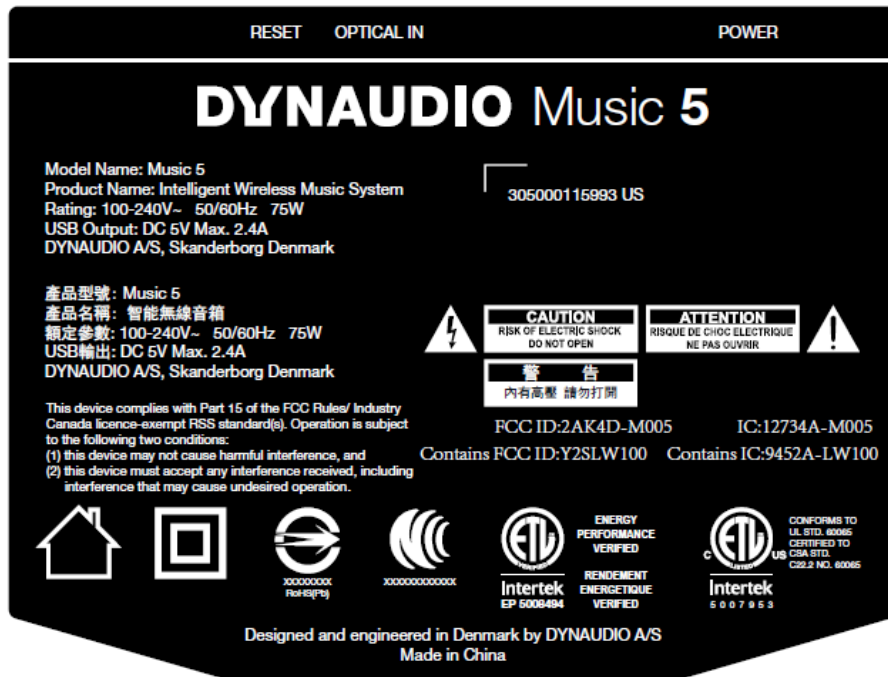 RESET OPTICAL IN POWER
DYNAUDIO Music 5
Model Name: Music 5
Product Name: Intelligent Wireless Music System
Rating: 100-240V~ 50/60Hz 75W
USB Output: DC 5V Max. 2.4A
DYNAUDIO A/S, Skanderborg Denmark
305000115993 US
產品型號: Music 5
產品名稱: 智能無線音箱
額定參數: 100-240V~ 50/60Hz 75W
USB輸出: DC 5V Max. 2.4A
DYNAUDIO A/S, Skanderborg Denmark
CAUTION
RISK OF ELECTRIC SHOCK
DO NOT OPEN
ATTENTION
RISQUE DE CHOC ELECTRIQUE
NE PAS OUVRIR
警 告
內有高壓 請勿打開
This device complies with Part 15 of the FCC Rules/ Industry
Canada licence-exempt RSS standard(s). Operation is subject
to the following two conditions:
(1) this device may not cause harmful interference, and
(2) this device must accept any interference received, including
interference that may cause undesired operation.
FCC ID:2AK4D-M005 IC:12734A-M005
Contains FCC ID:Y2SLW100 Contains IC:9452A-LW100
XXXXXXXX
RoHS(Pb)
XXXXXXXXXXXX
ETL
VERIFIED
Intertek
EP 5008494
ENERGY
PERFORMANCE
VERIFIED
RENDEMENT
ENERGETIQUE
VERIFIED
C ETL US
LISTED
Intertek
5007953
CONFORMS TO
UL STD. 60065
CERTIFIED TO
CSA STD.
C22.2 NO. 60065
Designed and engineered in Denmark by DYNAUDIO A/S
Made in China